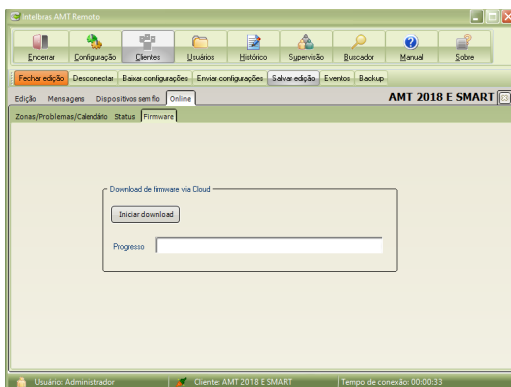 Intelbras AMT Remoto
Encerrar Configuração Clientes Usuários Histórico Supervisão Buscador Manual Sobre
Fechar edição Desconectar Baixar configurações Enviar configurações Salvar edição Eventos Backup
Edição Mensagens Dispositivos sem fio Online AMT 2018 E SMART
Zonas/Problemas/Calendário Status Firmware
Download de firmware via Cloud
Iniciar download
Progresso
Usuário: Administrador Cliente: AMT 2018 E SMART Tempo de conexão: 00:00:33